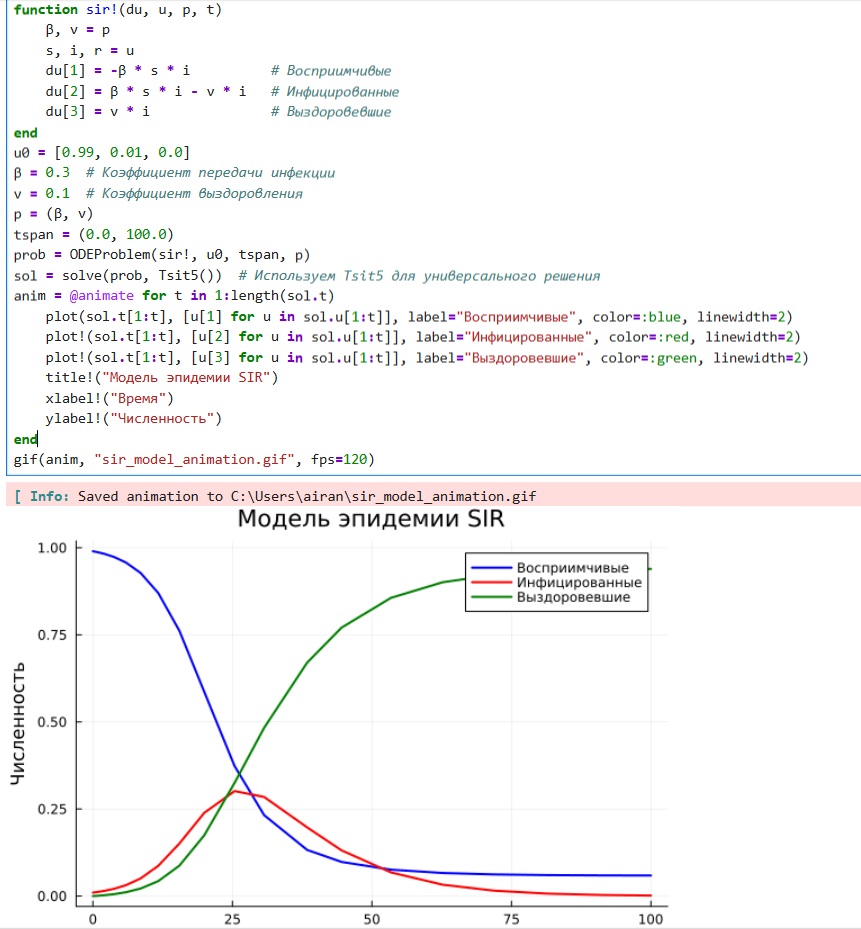 function sir!(du, u, p, t)
    β, ν = p
    s, i, r = u
    du[1] = -β * s * i          # Восприимчивые
    du[2] = β * s * i - ν * i   # Инфицированные
    du[3] = ν * i               # Выздоровевшие
end
u0 = [0.99, 0.01, 0.0]
β = 0.3  # Коэффициент передачи инфекции
ν = 0.1  # Коэффициент выздоровления
p = (β, ν)
tspan = (0.0, 100.0)
prob = ODEProblem(sir!, u0, tspan, p)
sol = solve(prob, Tsit5())  # Используем Tsit5 для универсального решения
anim = @animate for t in 1:length(sol.t)
    plot(sol.t[1:t], [u[1] for u in sol.u[1:t]], label="Восприимчивые", color=:blue, linewidth=2)
    plot!(sol.t[1:t], [u[2] for u in sol.u[1:t]], label="Инфицированные", color=:red, linewidth=2)
    plot!(sol.t[1:t], [u[3] for u in sol.u[1:t]], label="Выздоровевшие", color=:green, linewidth=2)
    title!("Модель эпидемии SIR")
    xlabel!("Время")
    ylabel!("Численность")
end
gif(anim, "sir_model_animation.gif", fps=120)
[ Info: Saved animation to C:\Users\airan\sir_model_animation.gif
Модель эпидемии SIR
Восприимчивые
Инфицированные
Выздоровевшие
Численность
1.00
0.75
0.50
0.25
0.00
0 25 50 75 100